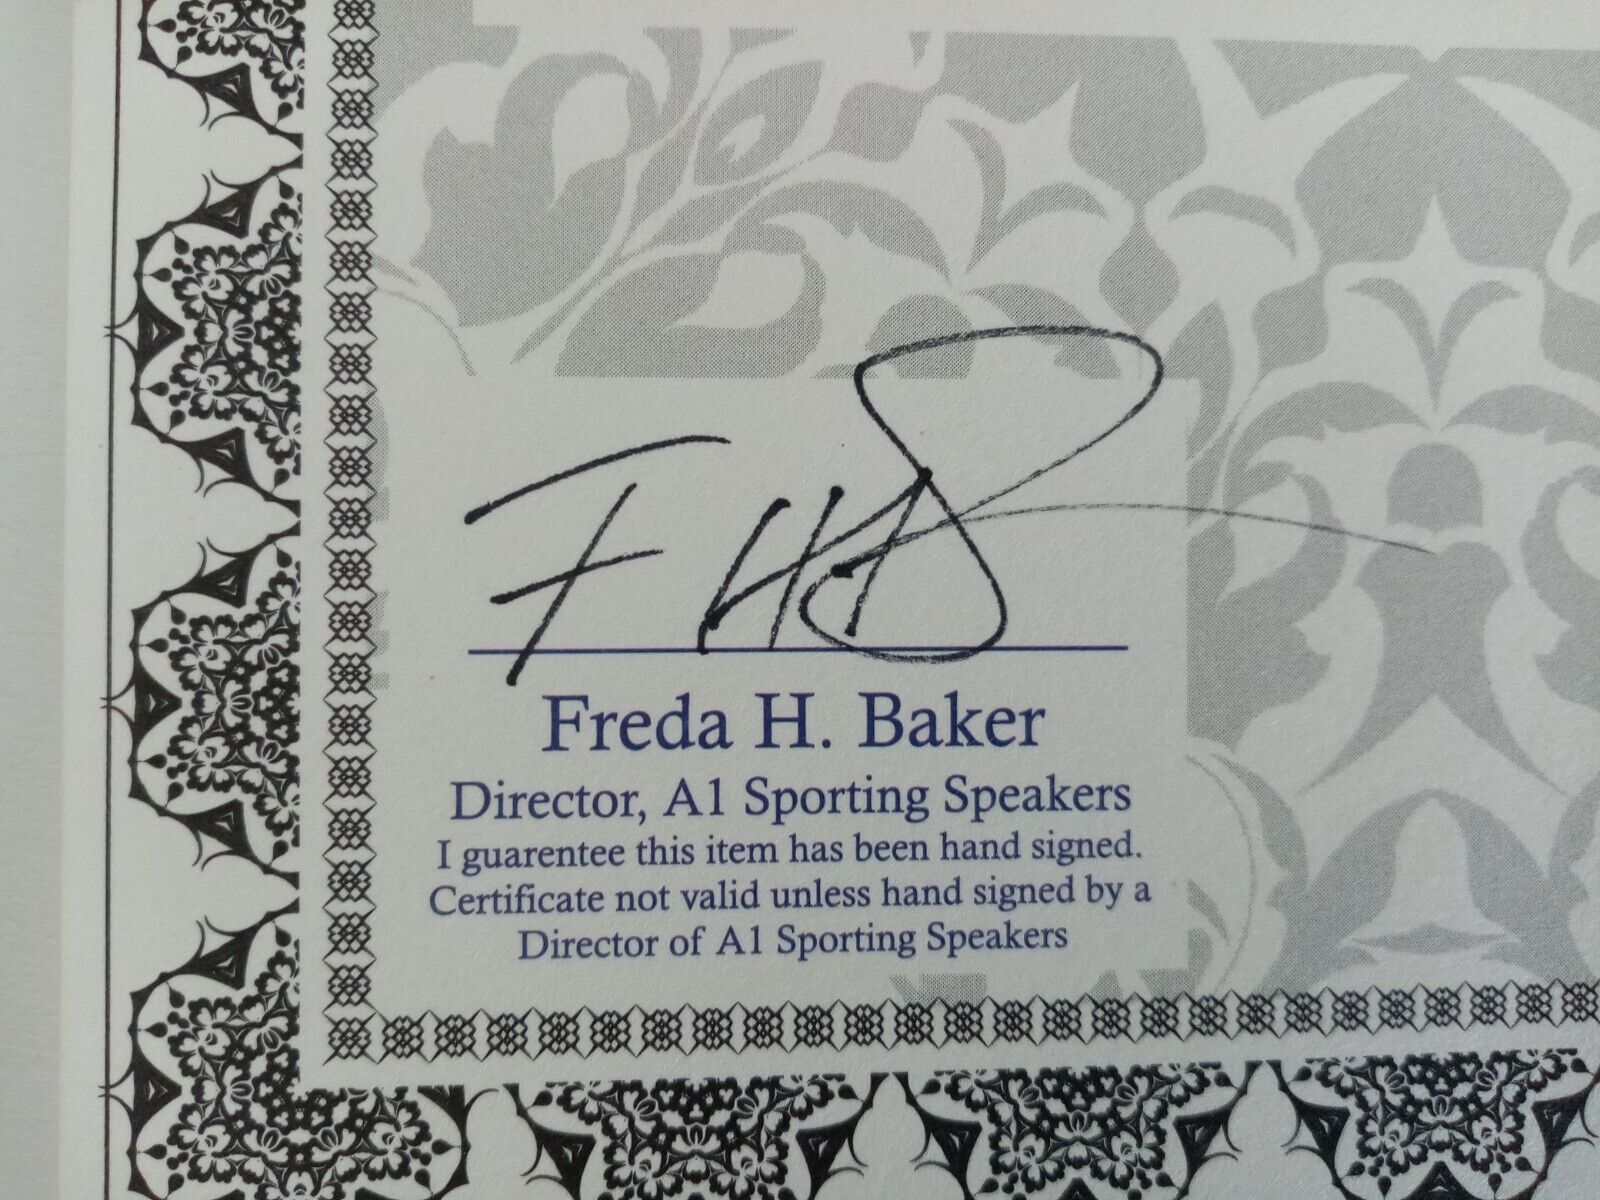 F H B
Freda H. Baker
Director, A1 Sporting Speakers
I guarentee this item has been hand signed.
Certificate not valid unless hand signed by a
Director of A1 Sporting Speakers